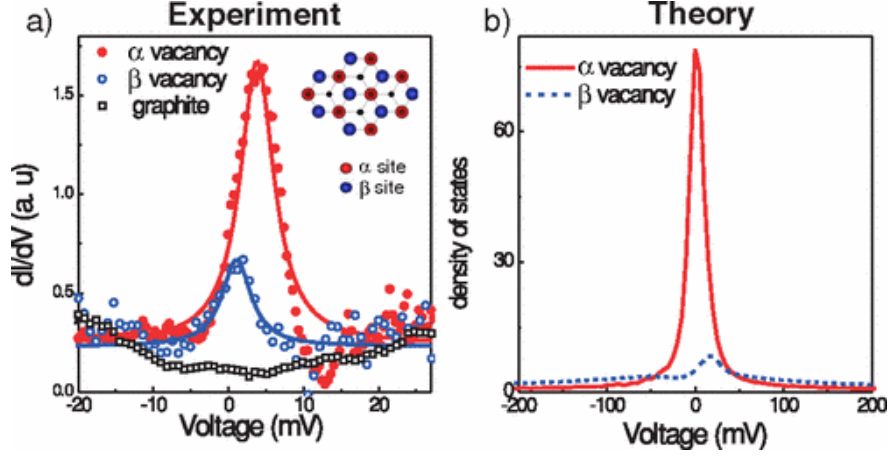 Experiment
a)
α vacancy
β vacancy
graphite
α site
β site
dI/dV (a. u)
1.5
1.0
0.5
0.0
-20 -10 0 10 20
Voltage (mV)
Theory
b)
α vacancy
β vacancy
density of states
60
30
0
-200 -100 0 100 200
Voltage (mV)